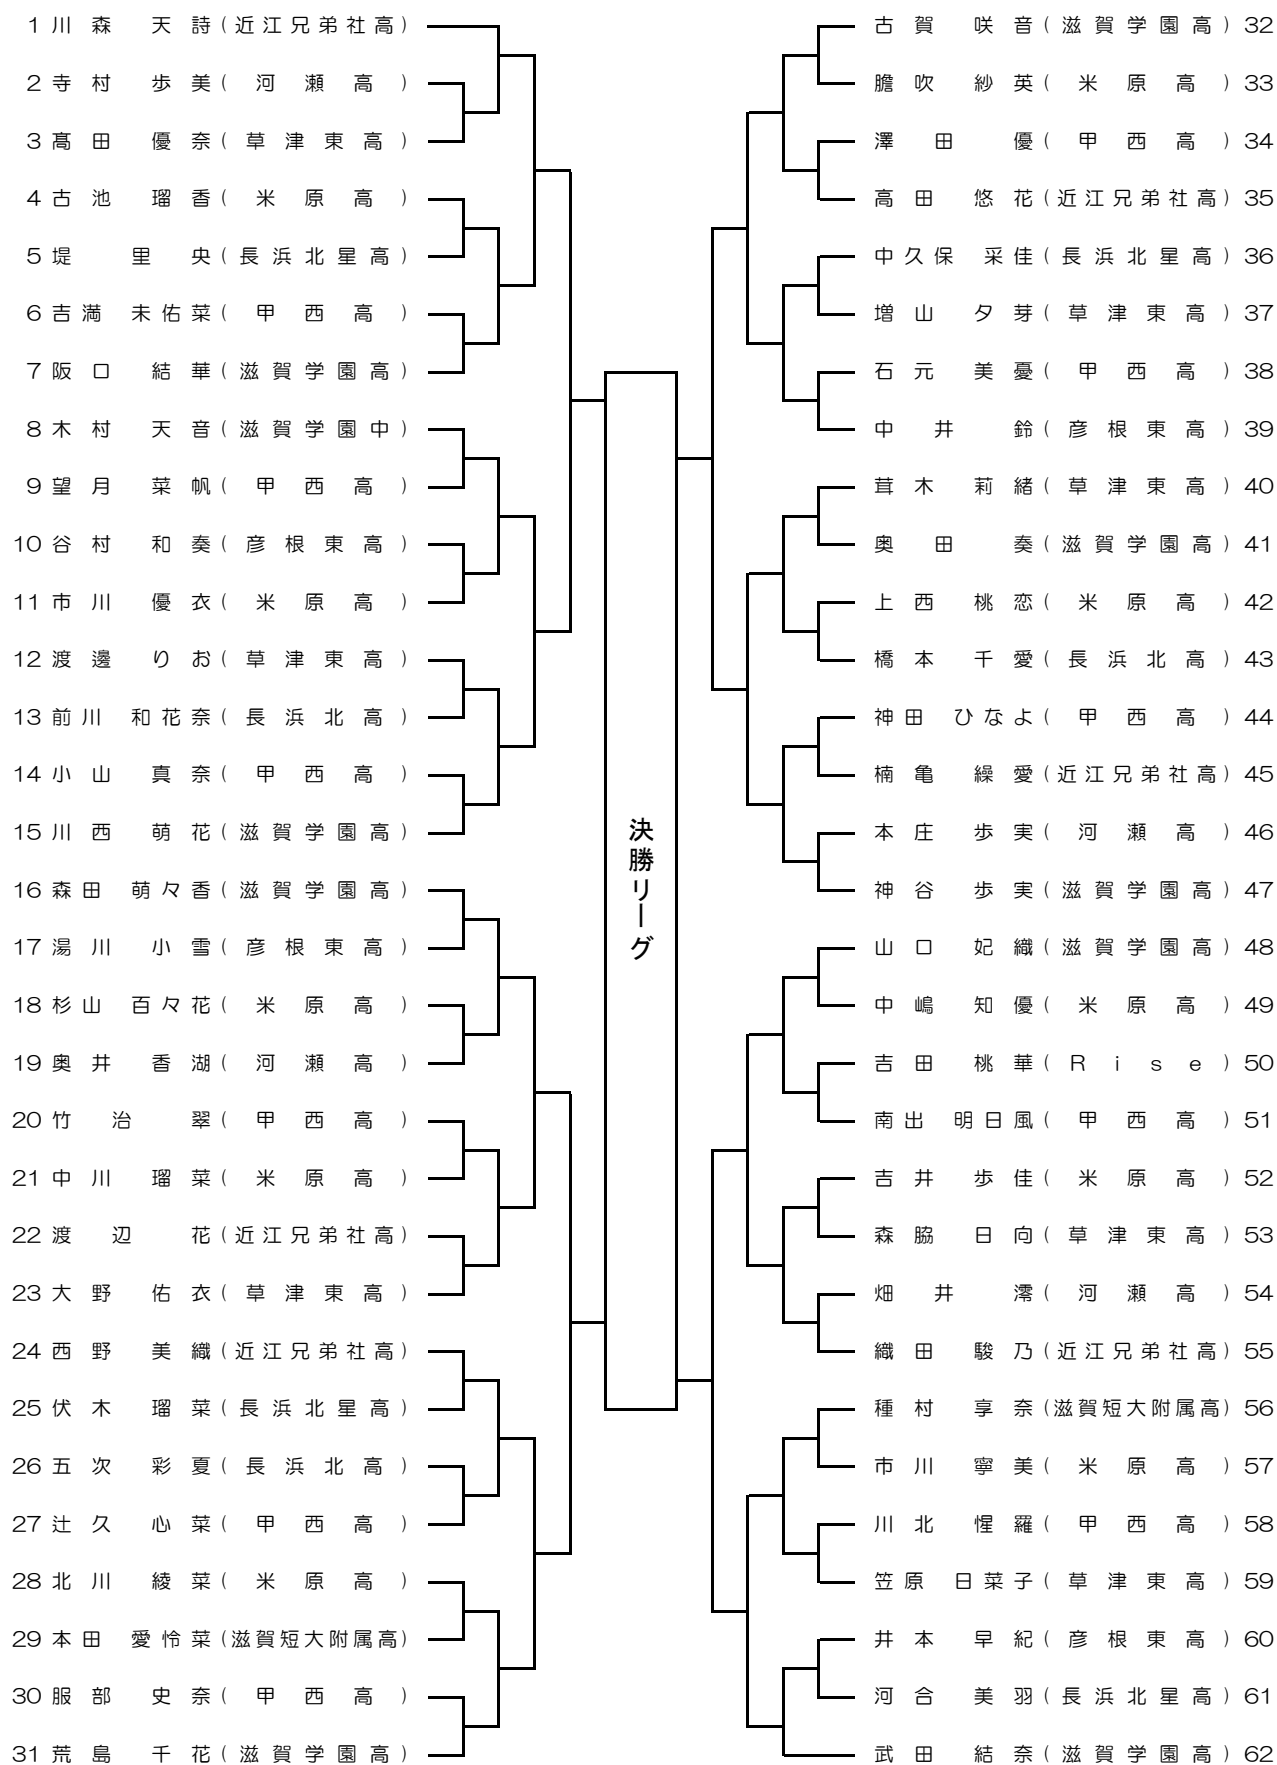 1 川森 天詩(近江兄弟社高)
2 寺村 歩美(河瀬高)
3 髙田 優奈(草津東高)
4 古池 瑠香(米原高)
5 堤 里央(長浜北星高)
6 吉満 未佑菜(甲西高)
7 阪口 結華(滋賀学園高)
8 木村 天音(滋賀学園中)
9 望月 菜帆(甲西高)
10 谷村 和奏(彦根東高)
11 市川 優衣(米原高)
12 渡邊 りお(草津東高)
13 前川 和花奈(長浜北高)
14 小山 真奈(甲西高)
15 川西 萌花(滋賀学園高)
16 森田 萌々香(滋賀学園高)
17 湯川 小雪(彦根東高)
18 杉山 百々花(米原高)
19 奥井 香湖(河瀬高)
20 竹治 翠(甲西高)
21 中川 瑠菜(米原高)
22 渡辺 花(近江兄弟社高)
23 大野 佑衣(草津東高)
24 西野 美織(近江兄弟社高)
25 伏木 瑠菜(長浜北星高)
26 五次 彩夏(長浜北高)
27 辻久 心菜(甲西高)
28 北川 綾菜(米原高)
29 本田 愛怜菜(滋賀短大附属高)
30 服部 史奈(甲西高)
31 荒島 千花(滋賀学園高)
決勝リーグ
古賀 咲音(滋賀学園高) 32
膽吹 紗英(米原高) 33
澤田 優(甲西高) 34
高田 悠花(近江兄弟社高) 35
中久保 采佳(長浜北星高) 36
増山 夕芽(草津東高) 37
石元 美憂(甲西高) 38
中井 鈴(彦根東高) 39
茸木 莉緒(草津東高) 40
奥田 奏(滋賀学園高) 41
上西 桃恋(米原高) 42
橋本 千愛(長浜北高) 43
神田 ひなよ(甲西高) 44
楠亀 繰愛(近江兄弟社高) 45
本庄 歩実(河瀬高) 46
神谷 歩実(滋賀学園高) 47
山口 妃織(滋賀学園高) 48
中嶋 知優(米原高) 49
吉田 桃華(Rise) 50
南出 明日風(甲西高) 51
吉井 歩佳(米原高) 52
森脇 日向(草津東高) 53
畑井 澪(河瀬高) 54
織田 駿乃(近江兄弟社高) 55
種村 享奈(滋賀短大附属高) 56
市川 寧美(米原高) 57
川北 惺羅(甲西高) 58
笠原 日菜子(草津東高) 59
井本 早紀(彦根東高) 60
河合 美羽(長浜北星高) 61
武田 結奈(滋賀学園高) 62